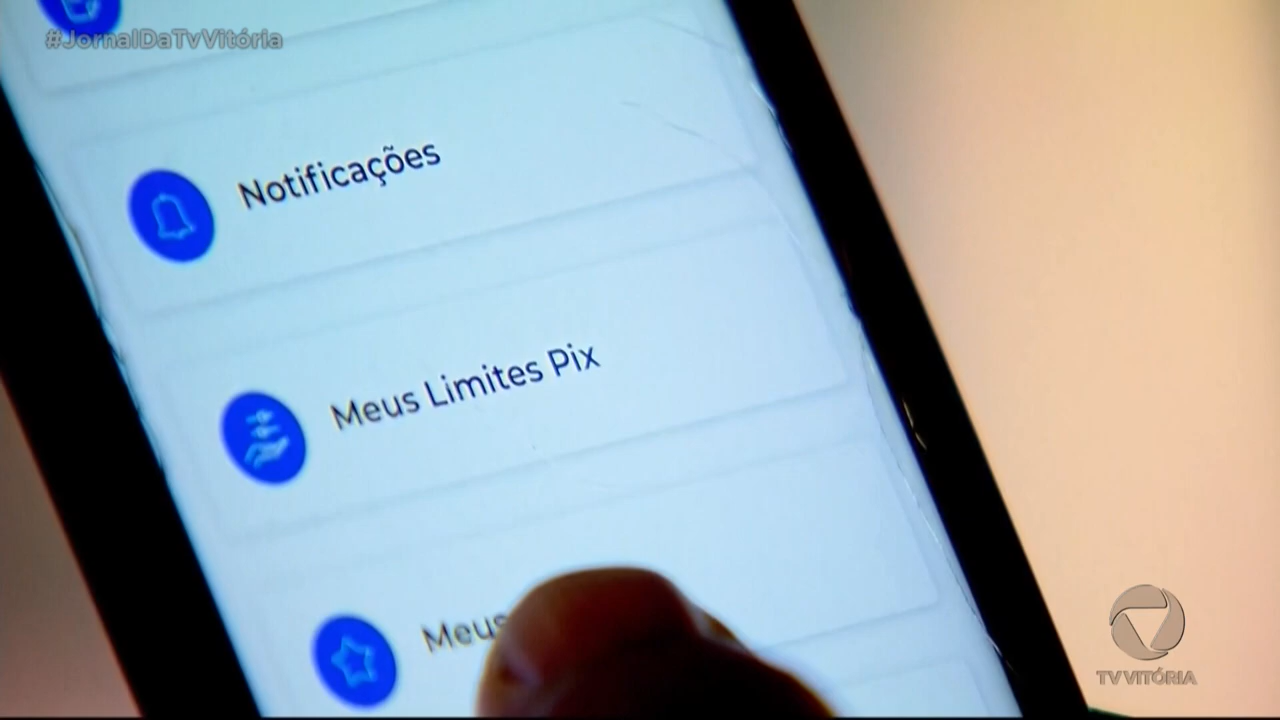 #JornalDaTvVitória
Notificações
Meus Limites Pix
Meus
TV VITÓRIA